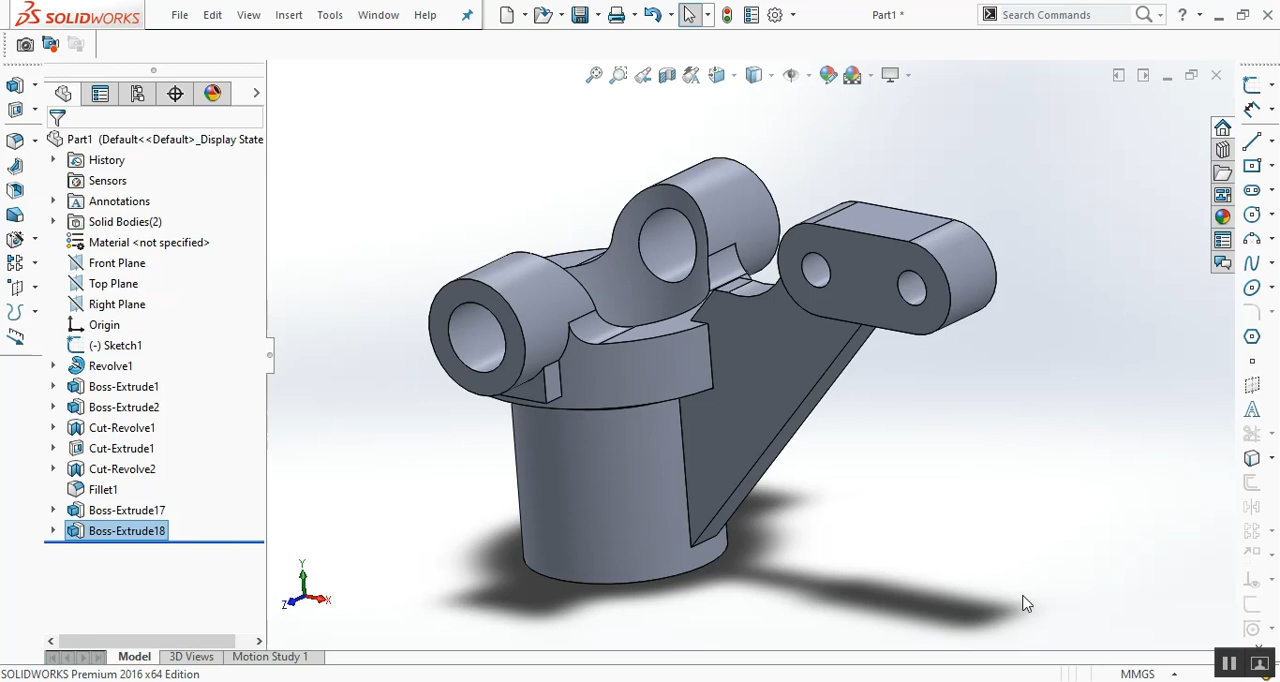 SOLIDWORKS File Edit View Insert Tools Window Help Part1 * Search Commands ?
Part1 (Default<<Default>_Display State
History
Sensors
A Annotations
Solid Bodies(2)
Material <not specified>
Front Plane
Top Plane
Right Plane
Origin
(-) Sketch1
Revolve1
Boss-Extrude1
Boss-Extrude2
Cut-Revolve1
Cut-Extrude1
Cut-Revolve2
Fillet1
Boss-Extrude17
Boss-Extrude18
Y
Z X
Model 3D Views Motion Study 1
SOLIDWORKS Premium 2016 x64 Edition MMGS